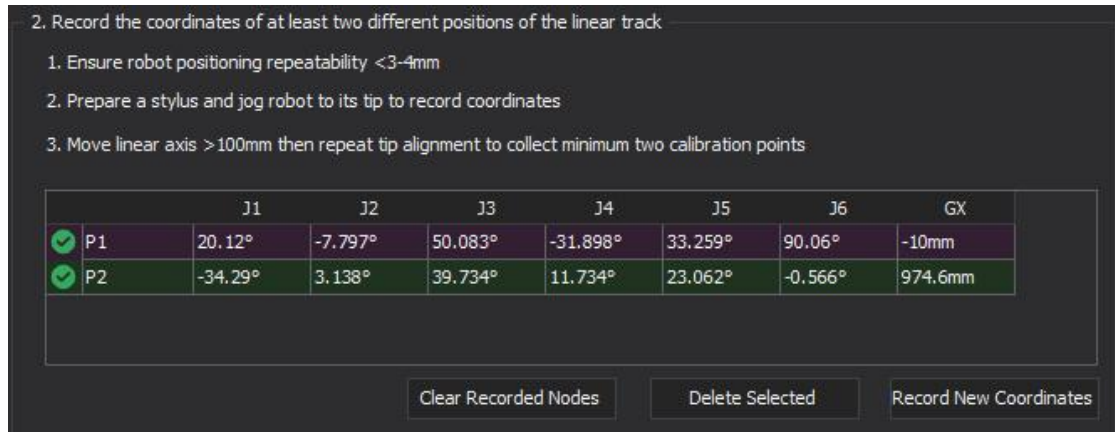 2. Record the coordinates of at least two different positions of the linear track
1. Ensure robot positioning repeatability <3-4mm
2. Prepare a stylus and jog robot to its tip to record coordinates
3. Move linear axis >100mm then repeat tip alignment to collect minimum two calibration points
J1 J2 J3 J4 J5 J6 GX
P1 20.12° -7.797° 50.083° -31.898° 33.259° 90.06° -10mm
P2 -34.29° 3.138° 39.734° 11.734° 23.062° -0.566° 974.6mm
Clear Recorded Nodes Delete Selected Record New Coordinates